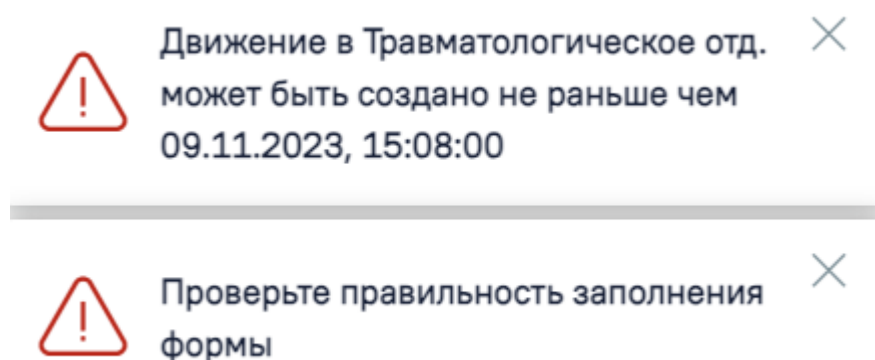 Движение в Травматологическое отд.
может быть создано не раньше чем
09.11.2023, 15:08:00
Проверьте правильность заполнения
формы